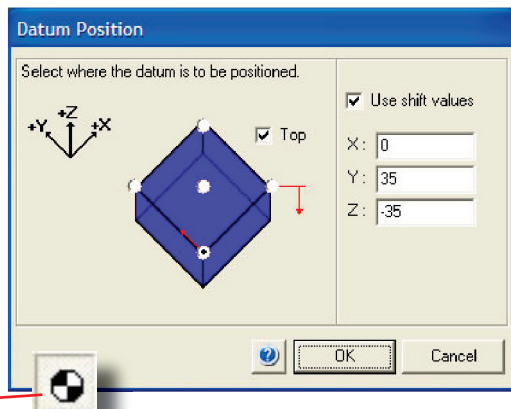 Datum Position
Select where the datum is to be positioned.
+Y
+Z
+X
Top
Use shift values
X: 0
Y: 35
Z: -35
OK
Cancel